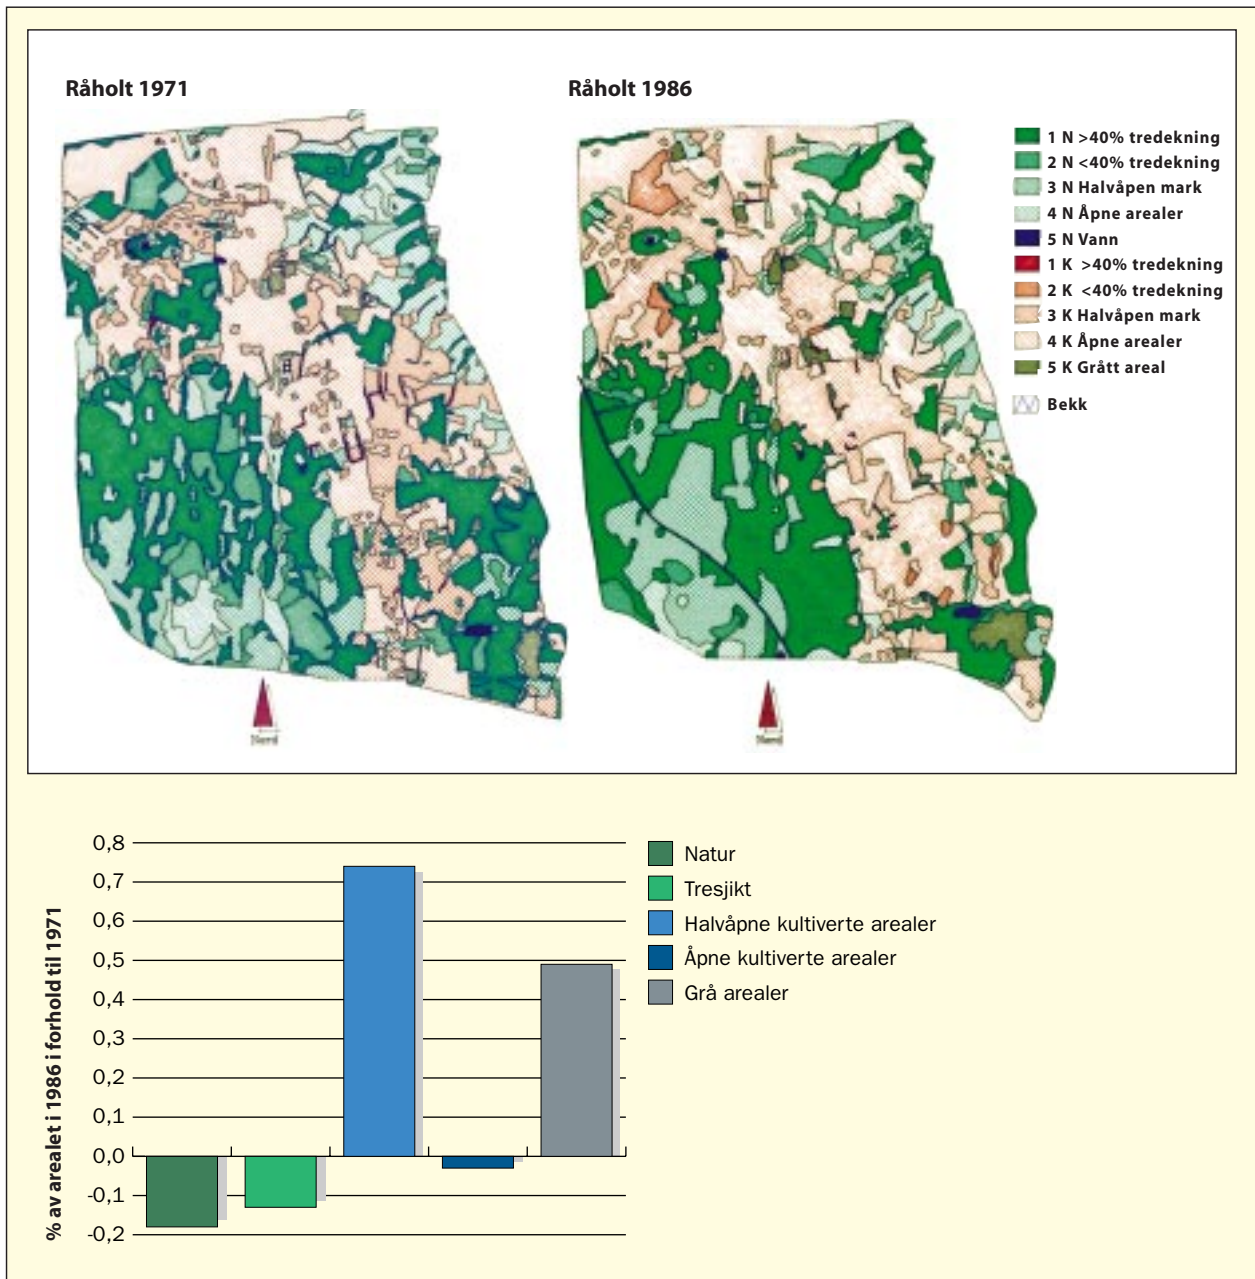 Råholt 1971
Råholt 1986
1 N >40% tredekning
2 N <40% tredekning
3 N Halvåpen mark
4 N Åpne arealer
5 N Vann
1 K >40% tredekning
2 K <40% tredekning
3 K Halvåpen mark
4 K Åpne arealer
5 K Grått areal
Bekk
Nord
Nord
% av arealet i 1986 i forhold til 1971
0,8
0,7
0,6
0,5
0,4
0,3
0,2
0,1
0,0
-0,1
-0,2
Natur
Tresjikt
Halvåpne kultiverte arealer
Åpne kultiverte arealer
Grå arealer